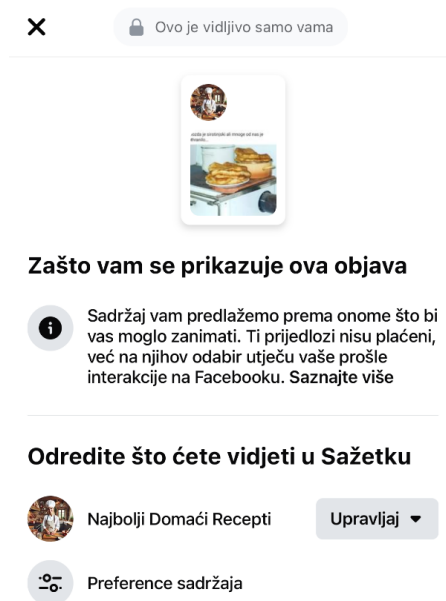 Ovo je vidljivo samo vama
Zašto vam se prikazuje ova objava
Sadržaj vam predlažemo prema onome što bi
vas moglo zanimati. Ti prijedlozi nisu plaćeni,
već na njihov odabir utječu vaše prošle
interakcije na Facebooku. Saznajte više
Odredite što ćete vidjeti u Sažetku
Najbolji Domaći Recepti
Upravljaj
Preference sadržaja